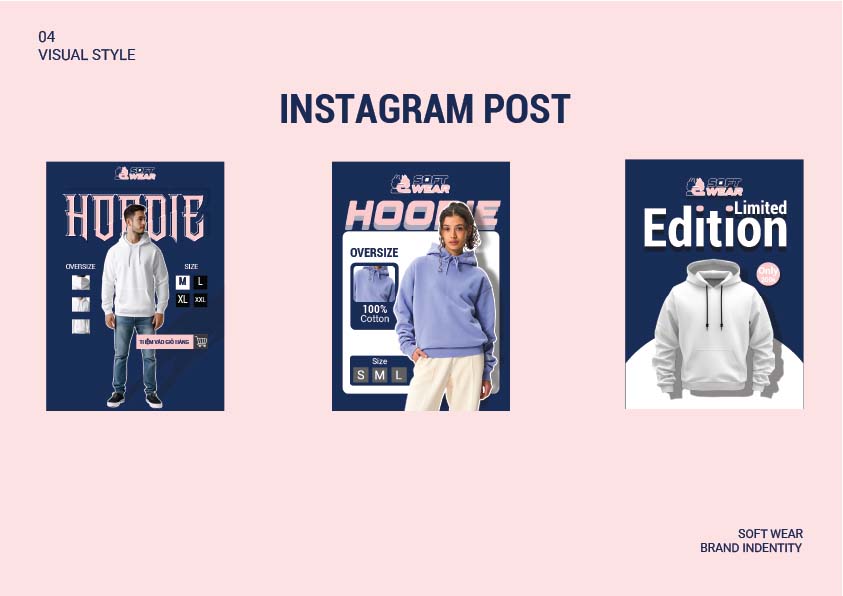 04
VISUAL STYLE
INSTAGRAM POST
SOFT
WEAR
HOODIE
OVERSIZE
SIZE
M L
XL XXL
THÊM VÀO GIỎ HÀNG
SOFT
WEAR
HOODIE
OVERSIZE
100%
Cotton
Size
S M L
SOFT
WEAR
Limited
Edition
Only
SOFT WEAR
BRAND INDENTITY